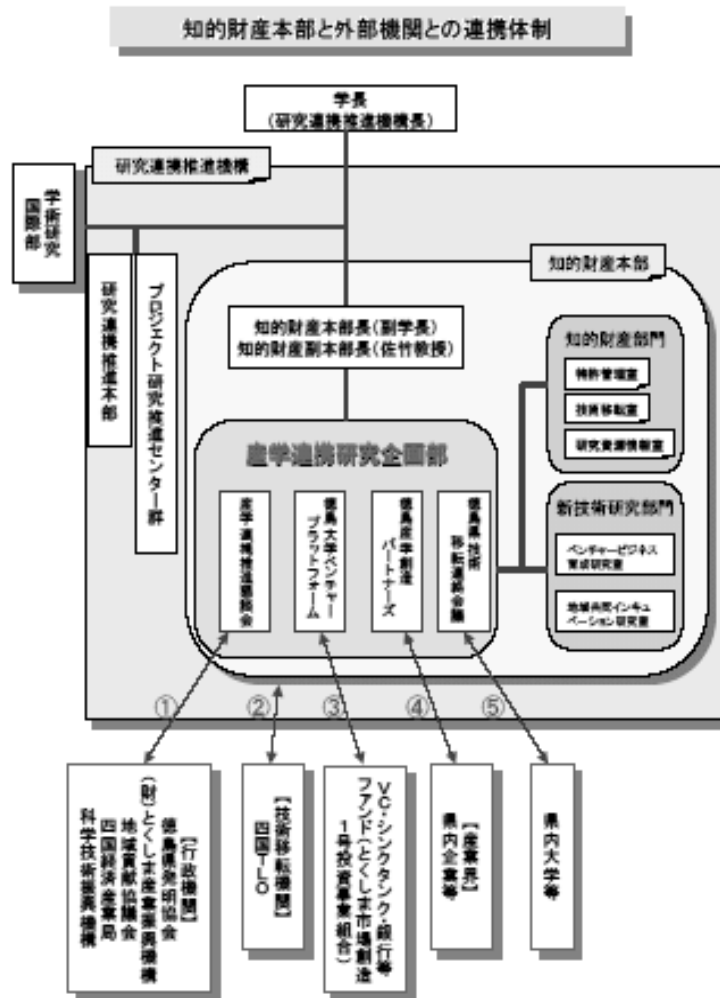 知的財産本部と外部機関との連携体制
学長
(研究連携推進機構長)
研究連携推進機構
学術研究
国際部
研究連携推進本部
プロジェクト研究推進センター群
知的財産本部
知的財産本部長(副学長)
知的財産副本部長(佐竹教授)
知的財産部門
特許管理室
技術移転室
研究資源情報室
新技術研究部門
ベンチャービジネス
育成研究室
地域共同インキュ
ベーション研究室
産学連携研究企画部
産学連携推進懇談会
徳島大学ベンチャー
プラットフォーム
徳島産学創造
パートナーズ
徳島県技術
移転連絡会議
①
②
③
④
⑤
【行政機関】
徳島県発明協会
(財)とくしま産業振興機構
地域貢献協議会
四国経済産業局
科学技術振興機構
【技術移転機関】
四国TLO
VC・シンクタンク・銀行等
ファンド(とくしま市場創造
1号投資事業組合)
【産業界】
県内企業等
県内大学等